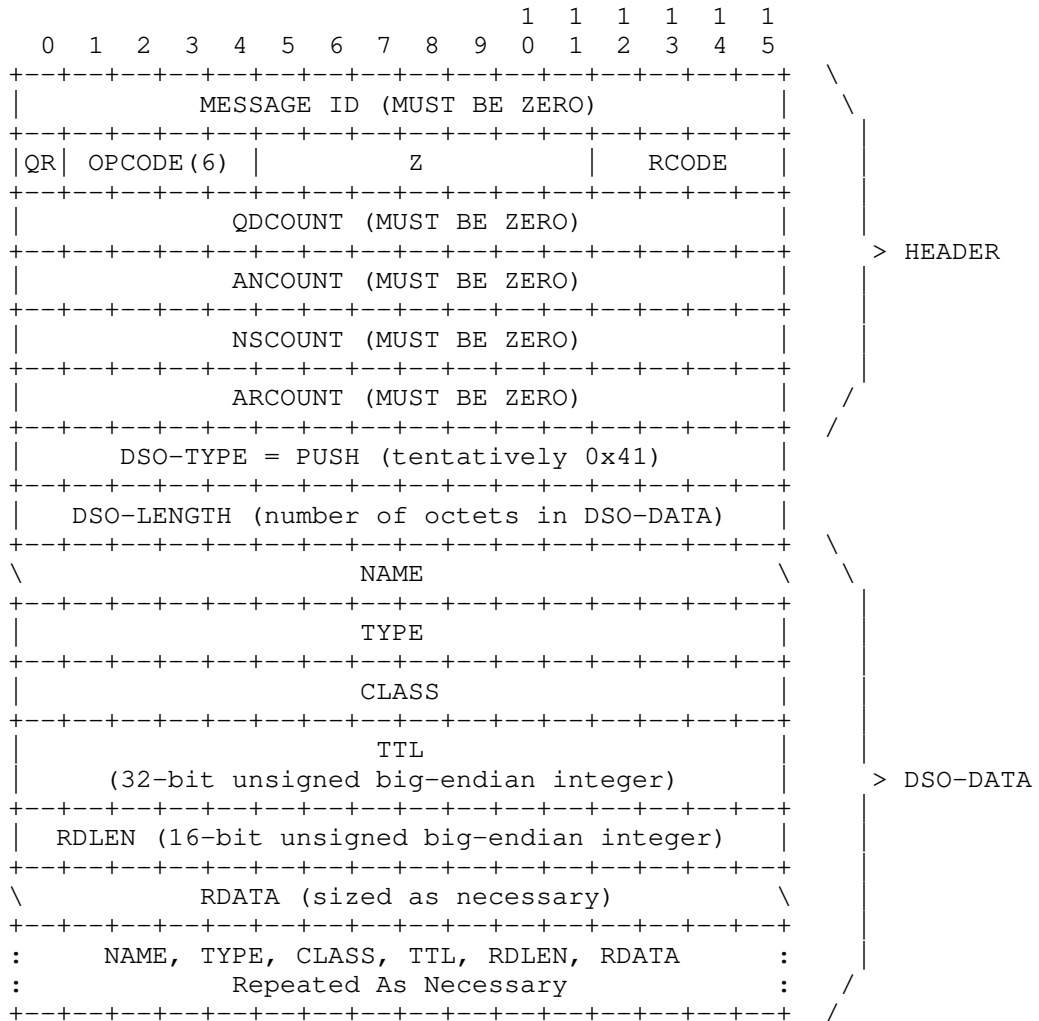 1  1  1  1  1  1
              0  1  2  3  4  5  6  7  8  9  0  1  2  3  4  5
            +--+--+--+--+--+--+--+--+--+--+--+--+--+--+--+--+  \
            |          MESSAGE ID (MUST BE ZERO)            |   \
            +--+--+--+--+--+--+--+--+--+--+--+--+--+--+--+--+    |
            |QR| OPCODE(6) |         Z          |   RCODE   |    |
            +--+--+--+--+--+--+--+--+--+--+--+--+--+--+--+--+    |
            |           QDCOUNT (MUST BE ZERO)              |    |
            +--+--+--+--+--+--+--+--+--+--+--+--+--+--+--+--+     > HEADER
            |           ANCOUNT (MUST BE ZERO)              |    |
            +--+--+--+--+--+--+--+--+--+--+--+--+--+--+--+--+    |
            |           NSCOUNT (MUST BE ZERO)              |    |
            +--+--+--+--+--+--+--+--+--+--+--+--+--+--+--+--+    |
            |           ARCOUNT (MUST BE ZERO)              |   /
            +--+--+--+--+--+--+--+--+--+--+--+--+--+--+--+--+  /
            |     DSO-TYPE = PUSH (tentatively 0x41)        |
            +--+--+--+--+--+--+--+--+--+--+--+--+--+--+--+--+
            |  DSO-LENGTH (number of octets in DSO-DATA)    |
            +--+--+--+--+--+--+--+--+--+--+--+--+--+--+--+--+  \
            \                    NAME                       \   \
            +--+--+--+--+--+--+--+--+--+--+--+--+--+--+--+--+    |
            |                    TYPE                       |    |
            +--+--+--+--+--+--+--+--+--+--+--+--+--+--+--+--+    |
            |                    CLASS                      |    |
            +--+--+--+--+--+--+--+--+--+--+--+--+--+--+--+--+    |
            |                     TTL                       |    |
            |     (32-bit unsigned big-endian integer)      |     > DSO-DATA
            +--+--+--+--+--+--+--+--+--+--+--+--+--+--+--+--+    |
            | RDLEN (16-bit unsigned big-endian integer)    |    |
            +--+--+--+--+--+--+--+--+--+--+--+--+--+--+--+--+    |
            \          RDATA (sized as necessary)           \    |
            +--+--+--+--+--+--+--+--+--+--+--+--+--+--+--+--+    |
            :    NAME, TYPE, CLASS, TTL, RDLEN, RDATA       :    |
            :            Repeated As Necessary              :   /
            +--+--+--+--+--+--+--+--+--+--+--+--+--+--+--+--+  /